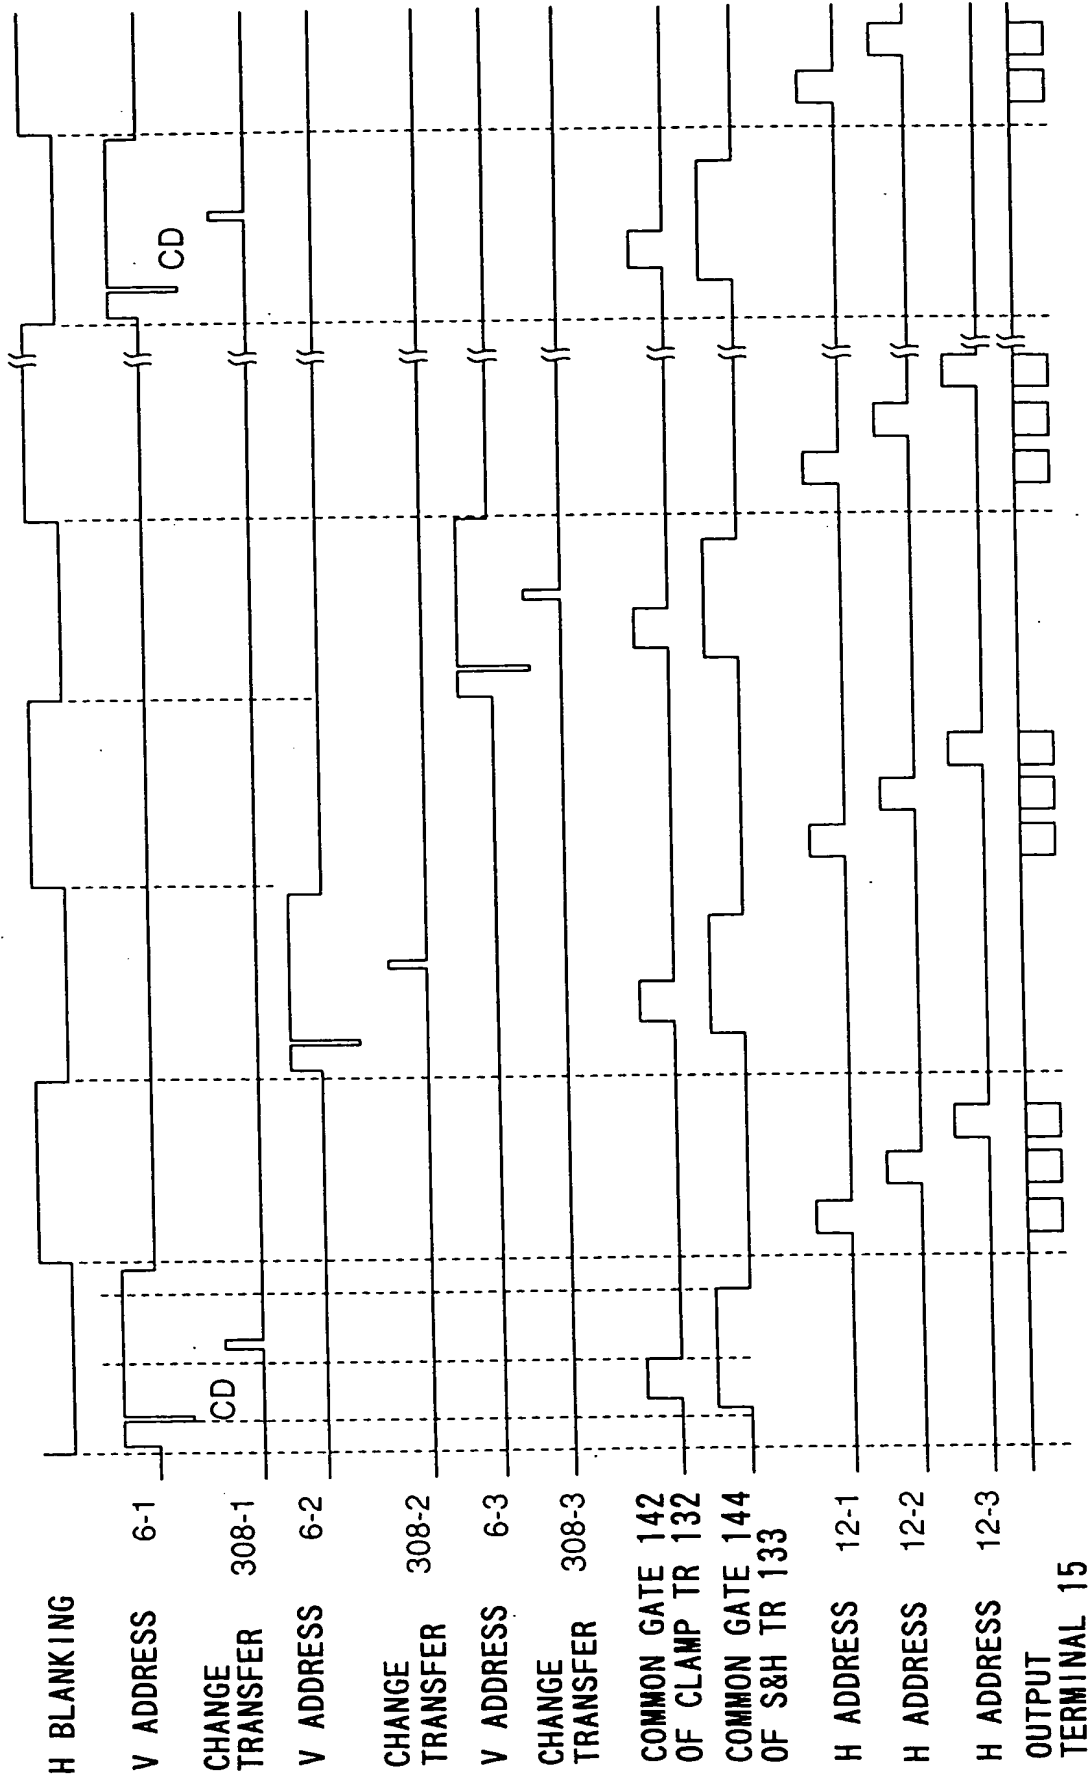 H BLANKING
V ADDRESS 6-1
CD
CD
CHANGE
TRANSFER 308-1
V ADDRESS 6-2
CHANGE
TRANSFER 308-2
V ADDRESS 6-3
CHANGE
TRANSFER 308-3
COMMON GATE 142
OF CLAMP TR 132
COMMON GATE 144
OF S&H TR 133
H ADDRESS 12-1
H ADDRESS 12-2
H ADDRESS 12-3
OUTPUT
TERMINAL 15